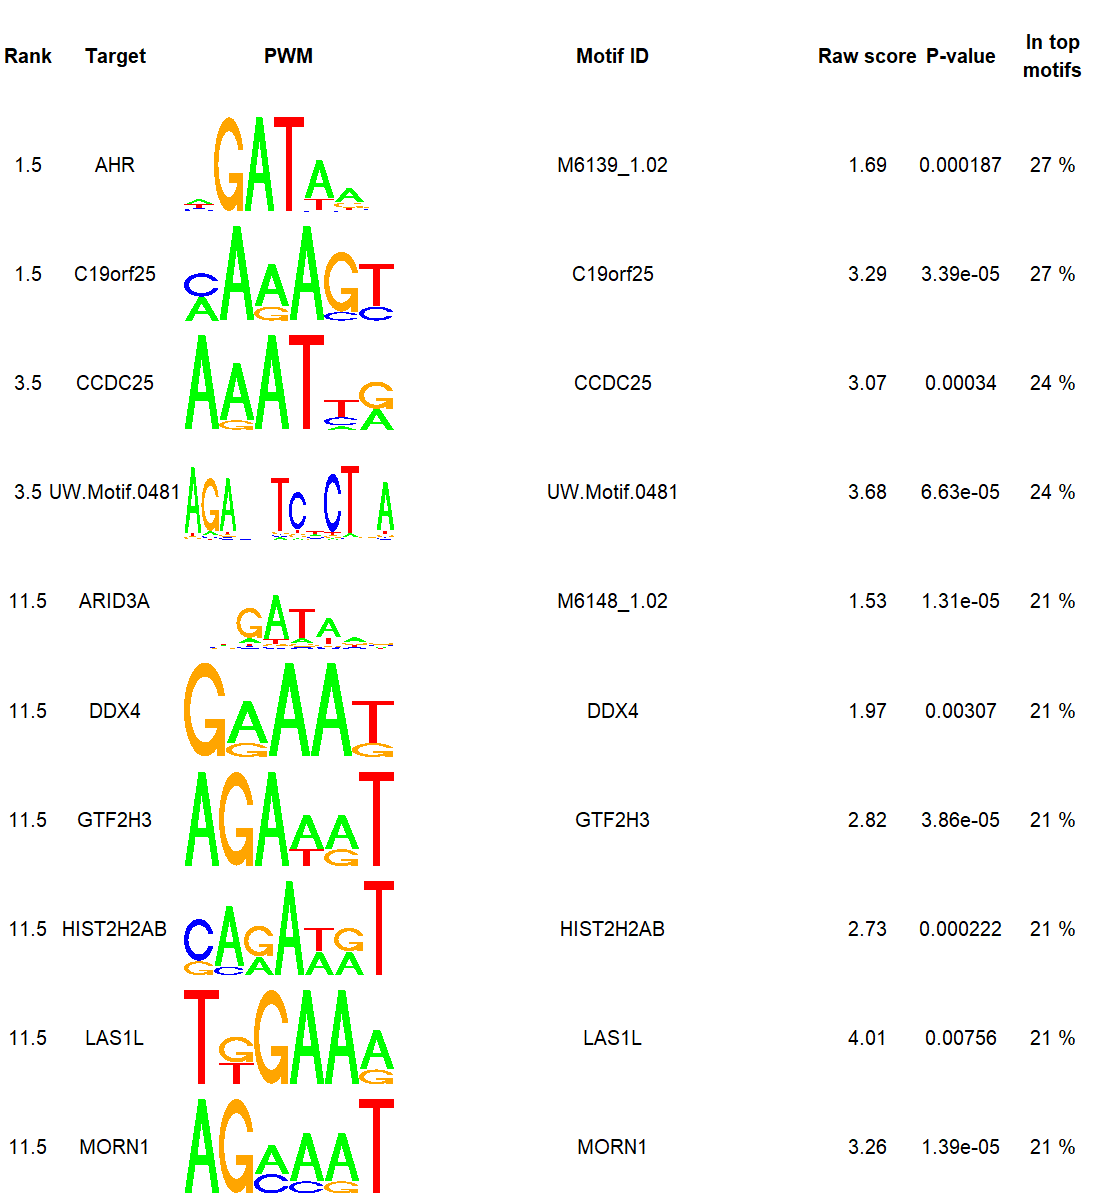 Rank Target PWM Motif ID Raw score P-value In top motifs
1.5 AHR M6139_1.02 1.69 0.000187 27 %
1.5 C19orf25 C19orf25 3.29 3.39e-05 27 %
3.5 CCDC25 CCDC25 3.07 0.00034 24 %
3.5 UW.Motif.0481 UW.Motif.0481 3.68 6.63e-05 24 %
11.5 ARID3A M6148_1.02 1.53 1.31e-05 21 %
11.5 DDX4 DDX4 1.97 0.00307 21 %
11.5 GTF2H3 GTF2H3 2.82 3.86e-05 21 %
11.5 HIST2H2AB HIST2H2AB 2.73 0.000222 21 %
11.5 LAS1L LAS1L 4.01 0.00756 21 %
11.5 MORN1 MORN1 3.26 1.39e-05 21 %